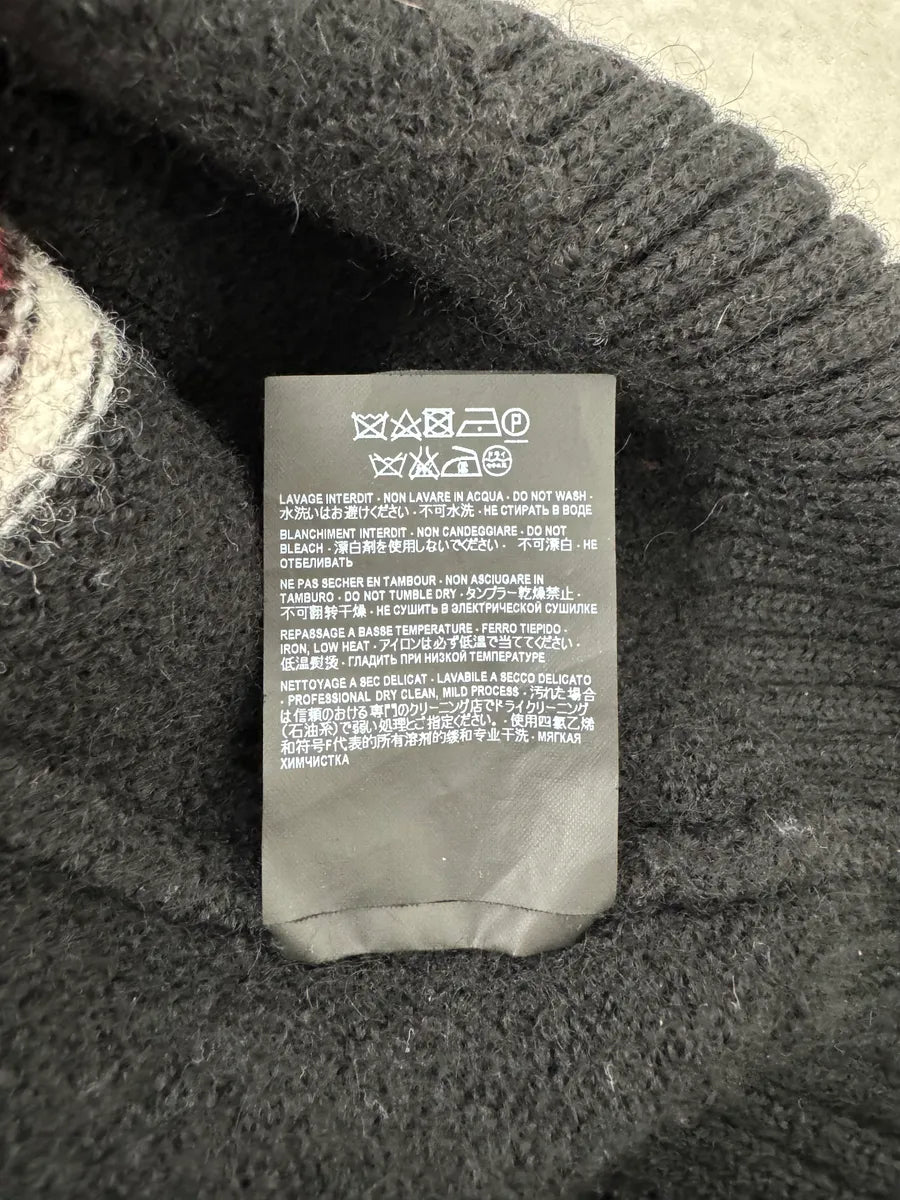 P
ドライ
LAVAGE INTERDIT - NON LAVARE IN ACQUA - DO NOT WASH -
水洗いはお避けください - 不可水洗 - НЕ СТИРАТЬ В ВОДЕ
BLANCHIMENT INTERDIT - NON CANDEGGIARE - DO NOT
BLEACH - 漂白剤を使用しないでください - 不可漂白 - НЕ
ОТБЕЛИВАТЬ
NE PAS SECHER EN TAMBOUR - NON ASCIUGARE IN
TAMBURO - DO NOT TUMBLE DRY - タンブラー乾燥禁止 -
不可翻转干燥 - НЕ СУШИТЬ В ЭЛЕКТРИЧЕСКОЙ СУШИЛКЕ
REPASSAGE A BASSE TEMPERATURE - FERRO TIEPIDO -
IRON, LOW HEAT - アイロンは必ず低温で当ててください -
低温熨烫 - ГЛАДИТЬ ПРИ НИЗКОЙ ТЕМПЕРАТУРЕ
NETTOYAGE A SEC DELICAT - LAVABILE A SECCO DELICATO
- PROFESSIONAL DRY CLEAN, MILD PROCESS - 汚れた場合
は信頼のおける専門のクリーニング店でドライクリーニング
(石油系)で弱い処理とご指定ください。- 使用四氯乙烯
和符号F代表的所有溶剂的缓和专业干洗 - МЯГКАЯ
ХИМЧИСТКА